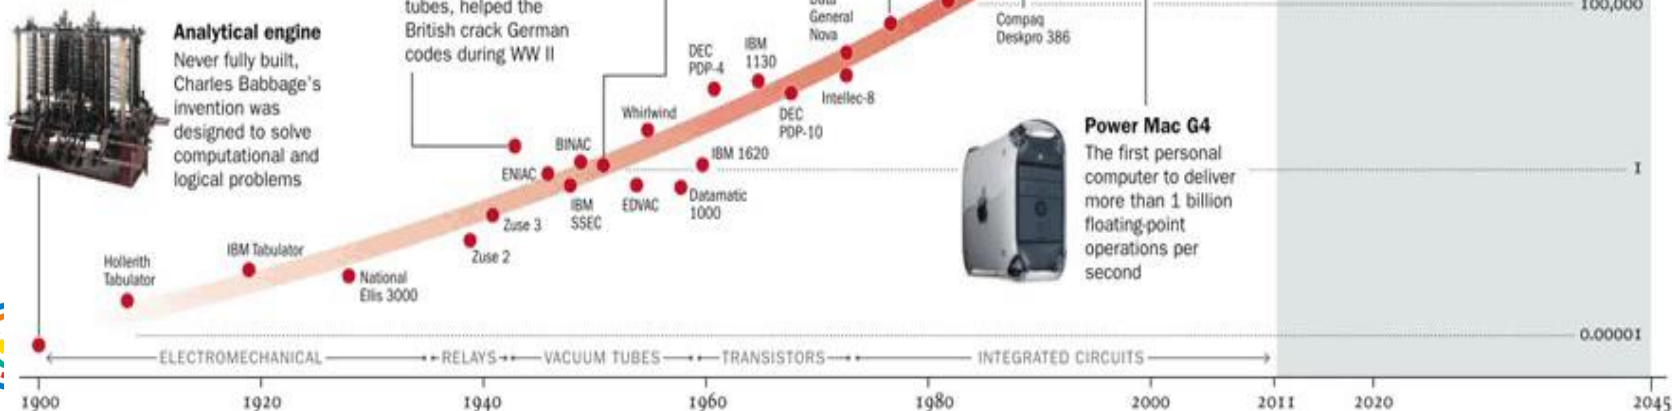 Analytical engine
Never fully built,
Charles Babbage's
invention was
designed to solve
computational and
logical problems
tubes, helped the
British crack German
codes during WW II
Data
General
Nova
Compaq
Deskpro 386
100,000
DEC
PDP-4
IBM
1130
Intellec-8
DEC
PDP-10
Whirlwind
Power Mac G4
The first personal
computer to deliver
more than 1 billion
floating-point
operations per
second
BINAC
IBM 1620
1
ENIAC
IBM
SSEC
EDVAC
Datamatic
1000
Zuse 3
Zuse 2
Hollerith
Tabulator
IBM Tabulator
National
Ellis 3000
0.00001
ELECTROMECHANICAL
RELAYS
VACUUM TUBES
TRANSISTORS
INTEGRATED CIRCUITS
1900
1920
1940
1960
1980
2000
2011
2020
2045